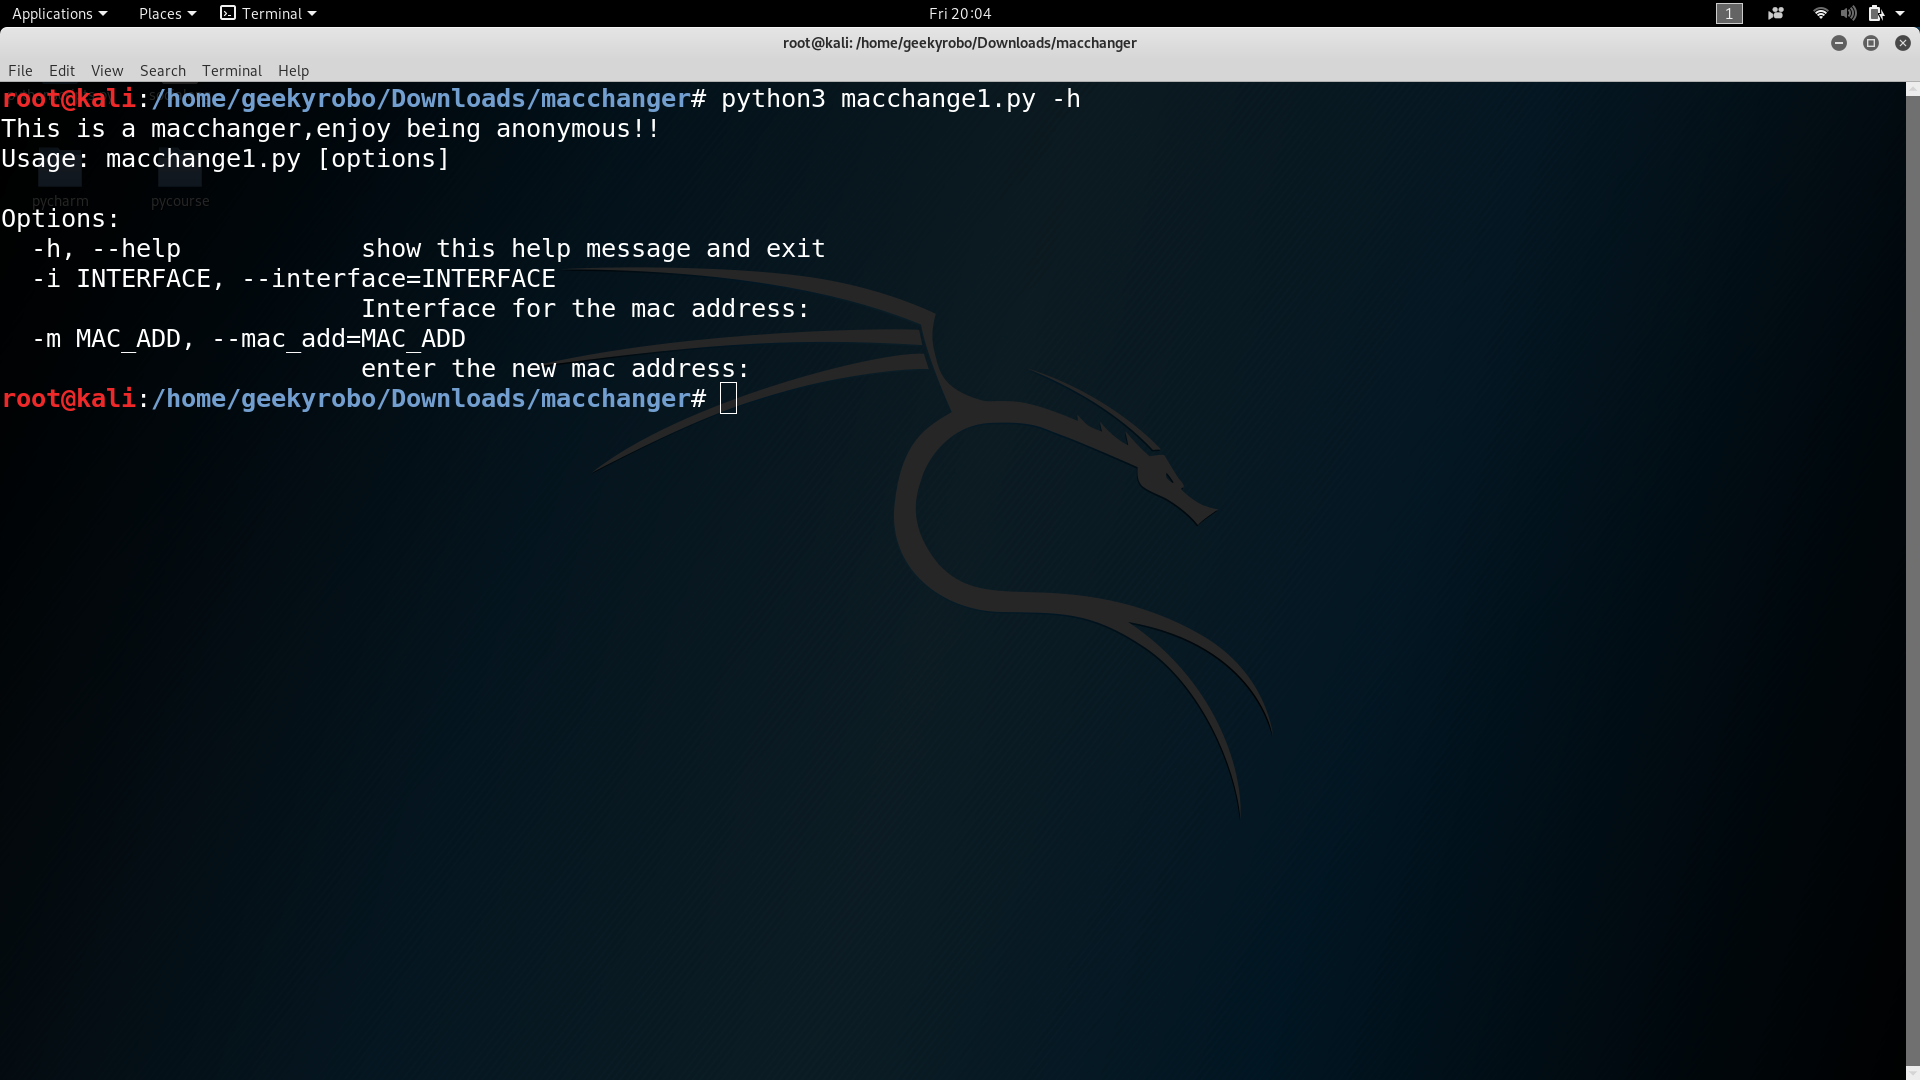 Applications Places Terminal Fri 20:04 1
root@kali: /home/geekyrobo/Downloads/macchanger
File Edit View Search Terminal Help
root@kali:/home/geekyrobo/Downloads/macchanger# python3 macchange1.py -h
This is a macchanger,enjoy being anonymous!!
Usage: macchange1.py [options]
pycharm pycourse
Options:
  -h, --help            show this help message and exit
  -i INTERFACE, --interface=INTERFACE
                        Interface for the mac address:
  -m MAC_ADD, --mac_add=MAC_ADD
                        enter the new mac address:
root@kali:/home/geekyrobo/Downloads/macchanger#